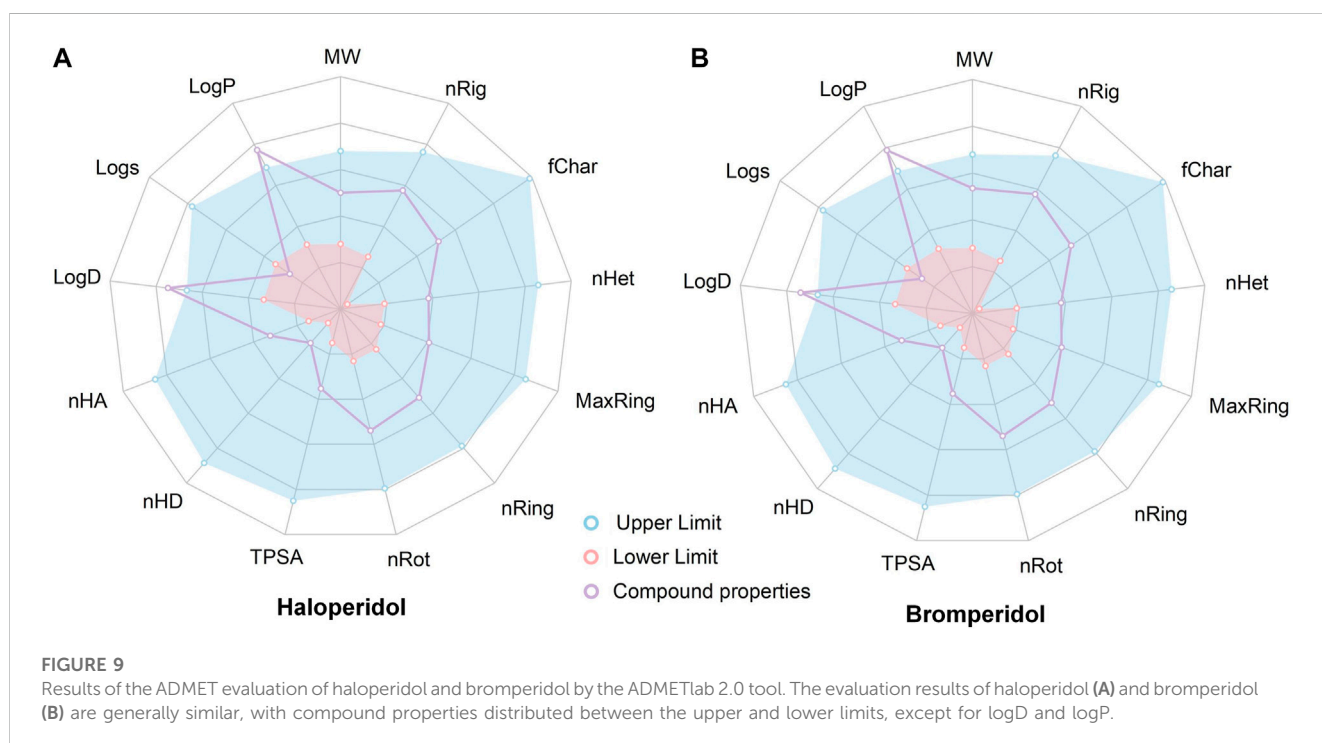 A
MW
LogP
nRig
Logs
fChar
LogD
nHet
nHA
MaxRing
nHD
nRing
TPSA
nRot
Haloperidol
B
MW
LogP
nRig
Logs
fChar
LogD
nHet
nHA
MaxRing
nHD
nRing
TPSA
nRot
Bromperidol
Upper Limit
Lower Limit
Compound properties
FIGURE 9
Results of the ADMET evaluation of haloperidol and bromperidol by the ADMETlab 2.0 tool. The evaluation results of haloperidol (A) and bromperidol
(B) are generally similar, with compound properties distributed between the upper and lower limits, except for logD and logP.